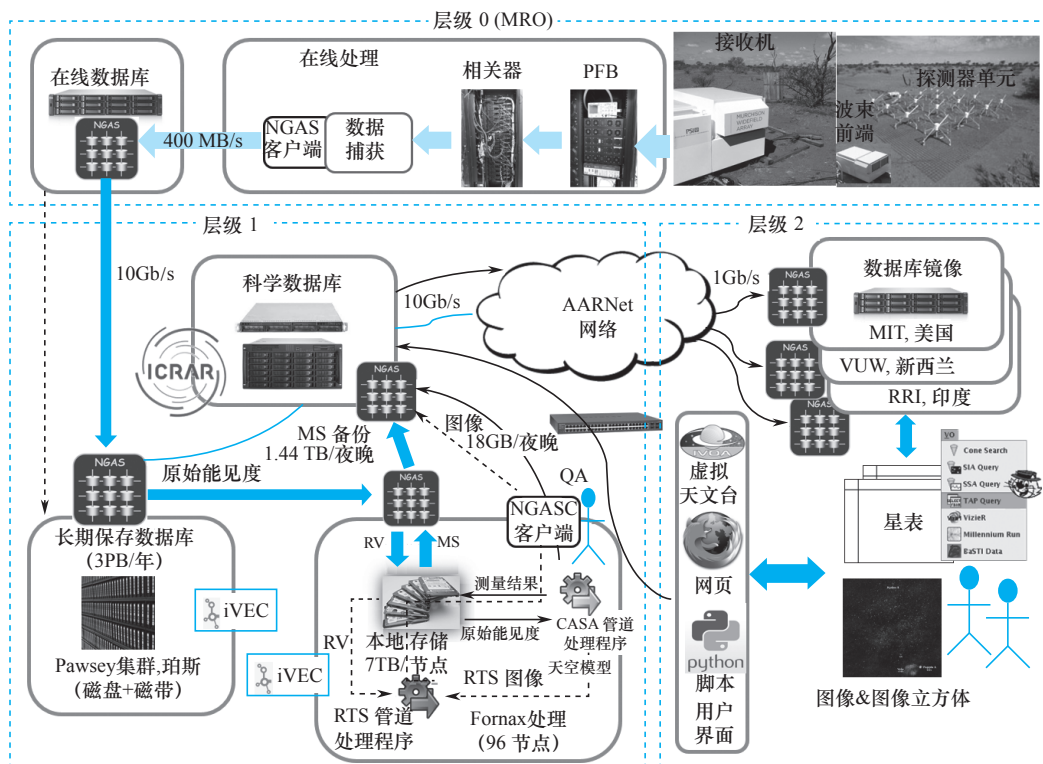 层级 0 (MRO)
在线数据库
NGAS
400 MB/s
在线处理
NGAS
客户端
数据
捕获
相关器
PFB
接收机
MURCHISON
WIDEFIELD
ARRAY
探测器单元
波束
前端
层级 1
10Gb/s
科学数据库
ICRAR
NGAS
10Gb/s
AARNet
网络
MS 备份
1.44 TB/夜晚
图像
18GB/夜晚
NGAS
原始能见度
长期保存数据库
(3PB/年)
Pawsey集群,珀斯
(磁盘+磁带)
iVEC
iVEC
NGAS
RV
MS
NGASC
客户端
QA
测量结果
原始能见度
本地存储
7TB/节点
CASA 管道
处理程序
RV
天空模型
RTS 图像
RTS 管道
处理程序
Fornax处理
(96 节点)
层级 2
1Gb/s
NGAS
NGAS
NGAS
数据库镜像
MIT, 美国
VUW, 新西兰
RRI, 印度
IVOA
虚拟
天文台
网页
python
脚本
用户
界面
星表
VO
Cone Search
SIA Query
SSA Query
TAP Query
VizieR
Millennium Run
BaSTI Data
图像&图像立方体